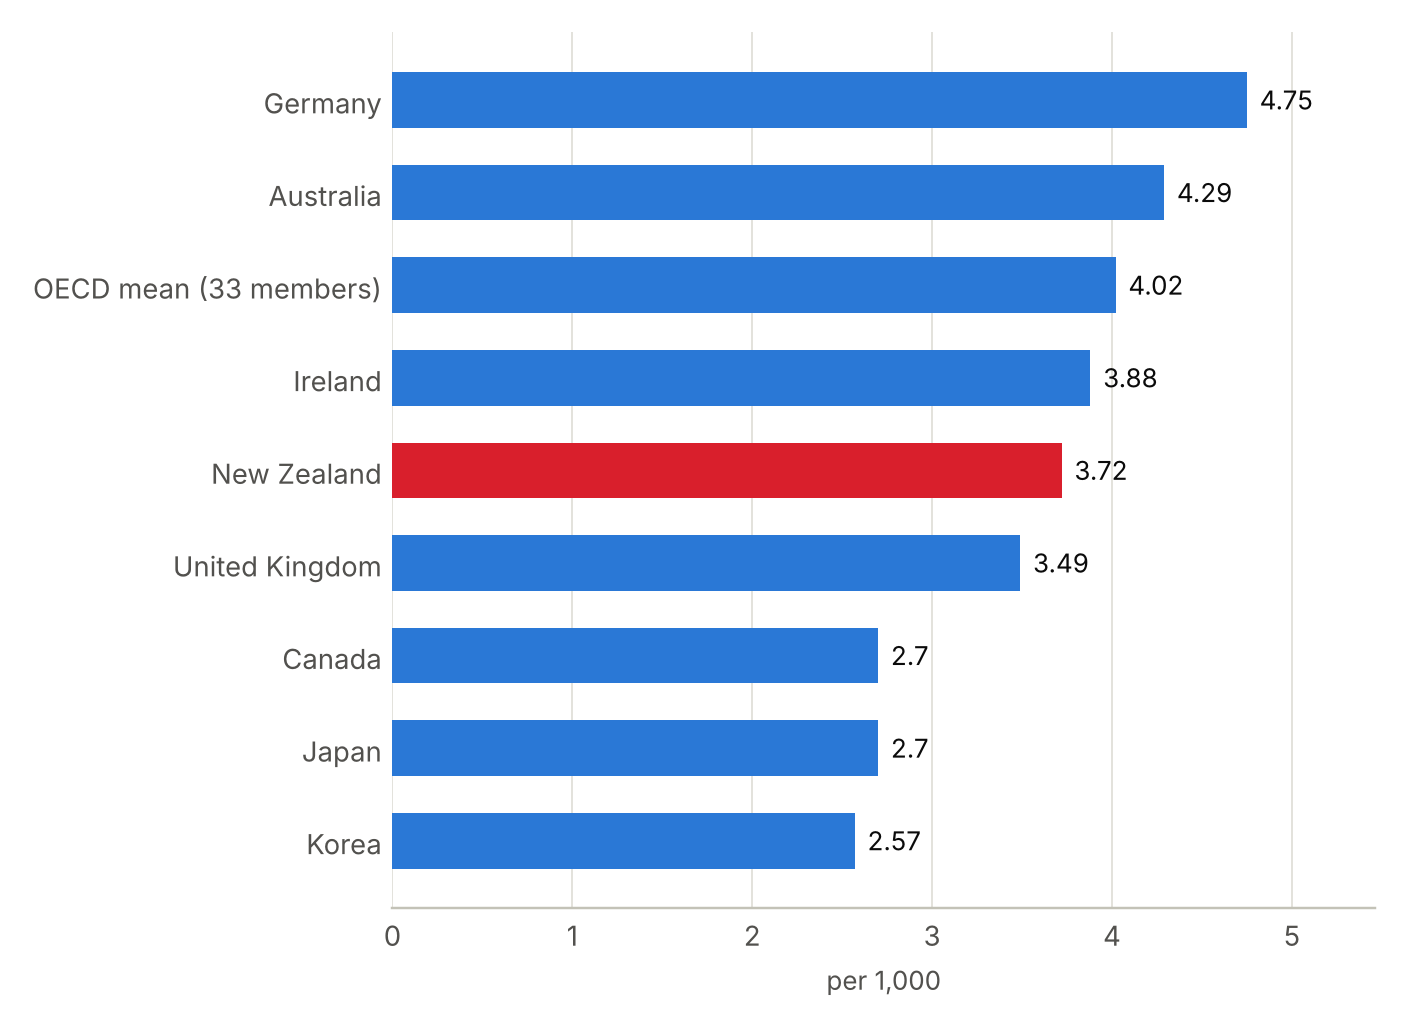 Germany 4.75
Australia 4.29
OECD mean (33 members) 4.02
Ireland 3.88
New Zealand 3.72
United Kingdom 3.49
Canada 2.7
Japan 2.7
Korea 2.57
0 1 2 3 4 5
per 1,000